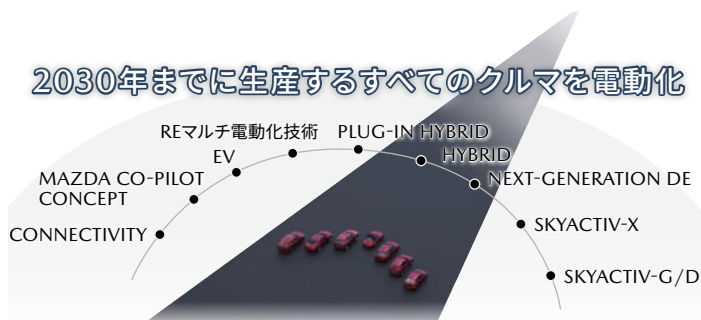 2030年までに生産するすべてのクルマを電動化
REマルチ電動化技術
PLUG-IN HYBRID
EV
HYBRID
MAZDA CO-PILOT
CONCEPT
NEXT-GENERATION DE
CONNECTIVITY
SKYACTIV-X
SKYACTIV-G/D